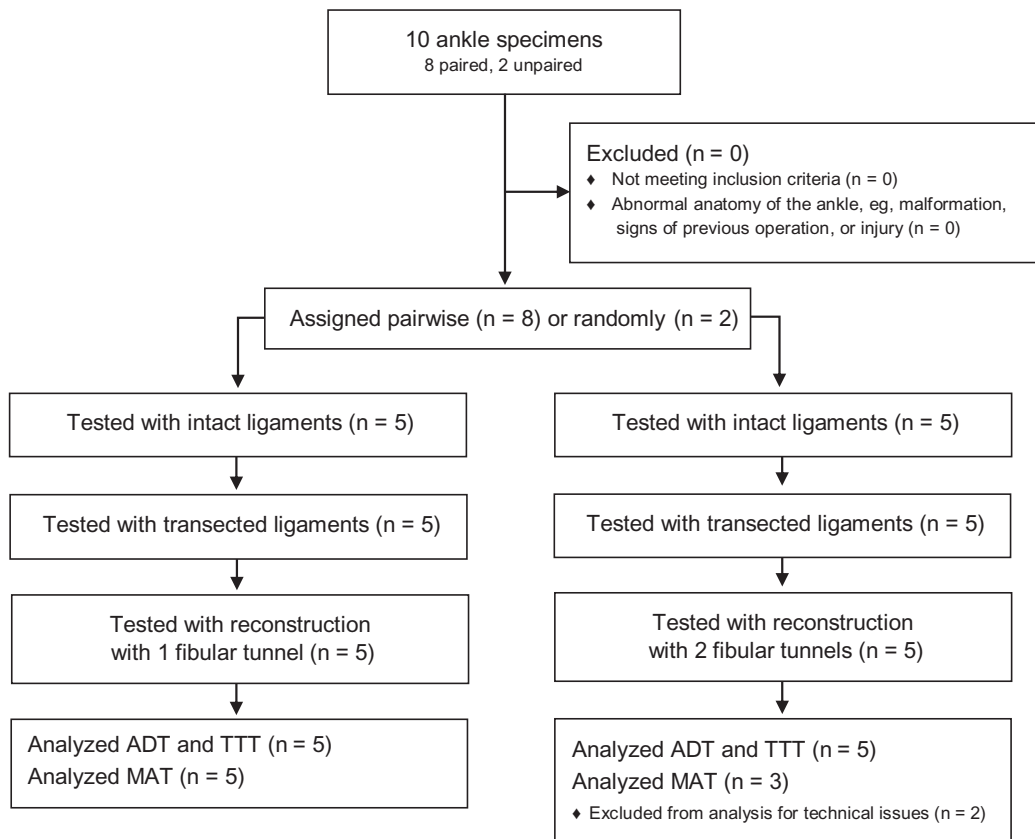 10 ankle specimens
8 paired, 2 unpaired
Excluded (n = 0)
♦ Not meeting inclusion criteria (n = 0)
♦ Abnormal anatomy of the ankle, eg, malformation,
signs of previous operation, or injury (n = 0)
Assigned pairwise (n = 8) or randomly (n = 2)
Tested with intact ligaments (n = 5)
Tested with transected ligaments (n = 5)
Tested with reconstruction
with 1 fibular tunnel (n = 5)
Analyzed ADT and TTT (n = 5)
Analyzed MAT (n = 5)
Tested with intact ligaments (n = 5)
Tested with transected ligaments (n = 5)
Tested with reconstruction
with 2 fibular tunnels (n = 5)
Analyzed ADT and TTT (n = 5)
Analyzed MAT (n = 3)
♦ Excluded from analysis for technical issues (n = 2)